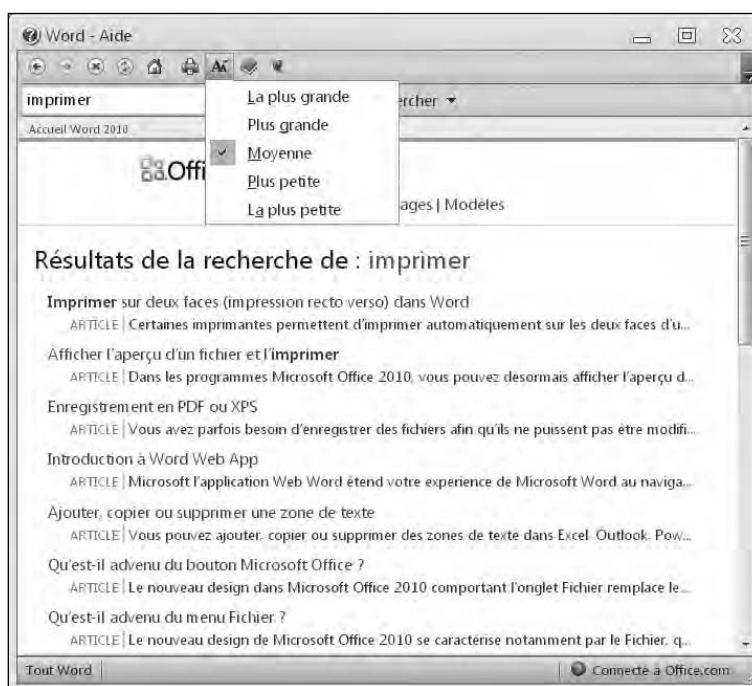 Word - Aide
imprimer
ercher
Accueil Word 2010
La plus grande
Plus grande
Moyenne
Plus petite
La plus petite
Offi
ages | Modèles
Résultats de la recherche de : imprimer
Imprimer sur deux faces (impression recto verso) dans Word
ARTICLE | Certaines imprimantes permettent d'imprimer automatiquement sur les deux faces d'u...
Afficher l'aperçu d'un fichier et l'imprimer
ARTICLE | Dans les programmes Microsoft Office 2010, vous pouvez désormais afficher l'aperçu d...
Enregistrement en PDF ou XPS
ARTICLE | Vous avez parfois besoin d'enregistrer des fichiers afin qu'ils ne puissent pas être modifi...
Introduction à Word Web App
ARTICLE | Microsoft l'application Web Word étend votre experience de Microsoft Word au naviga...
Ajouter, copier ou supprimer une zone de texte
ARTICLE | Vous pouvez ajouter, copier ou supprimer des zones de texte dans Excel, Outlook, Pow...
Qu'est-il advenu du bouton Microsoft Office ?
ARTICLE | Le nouveau design dans Microsoft Office 2010 comportant l'onglet Fichier remplace le...
Qu'est-il advenu du menu Fichier ?
ARTICLE | Le nouveau design de Microsoft Office 2010 se caractérise notamment par le Fichier, q...
Tout Word
Connecté à Office.com